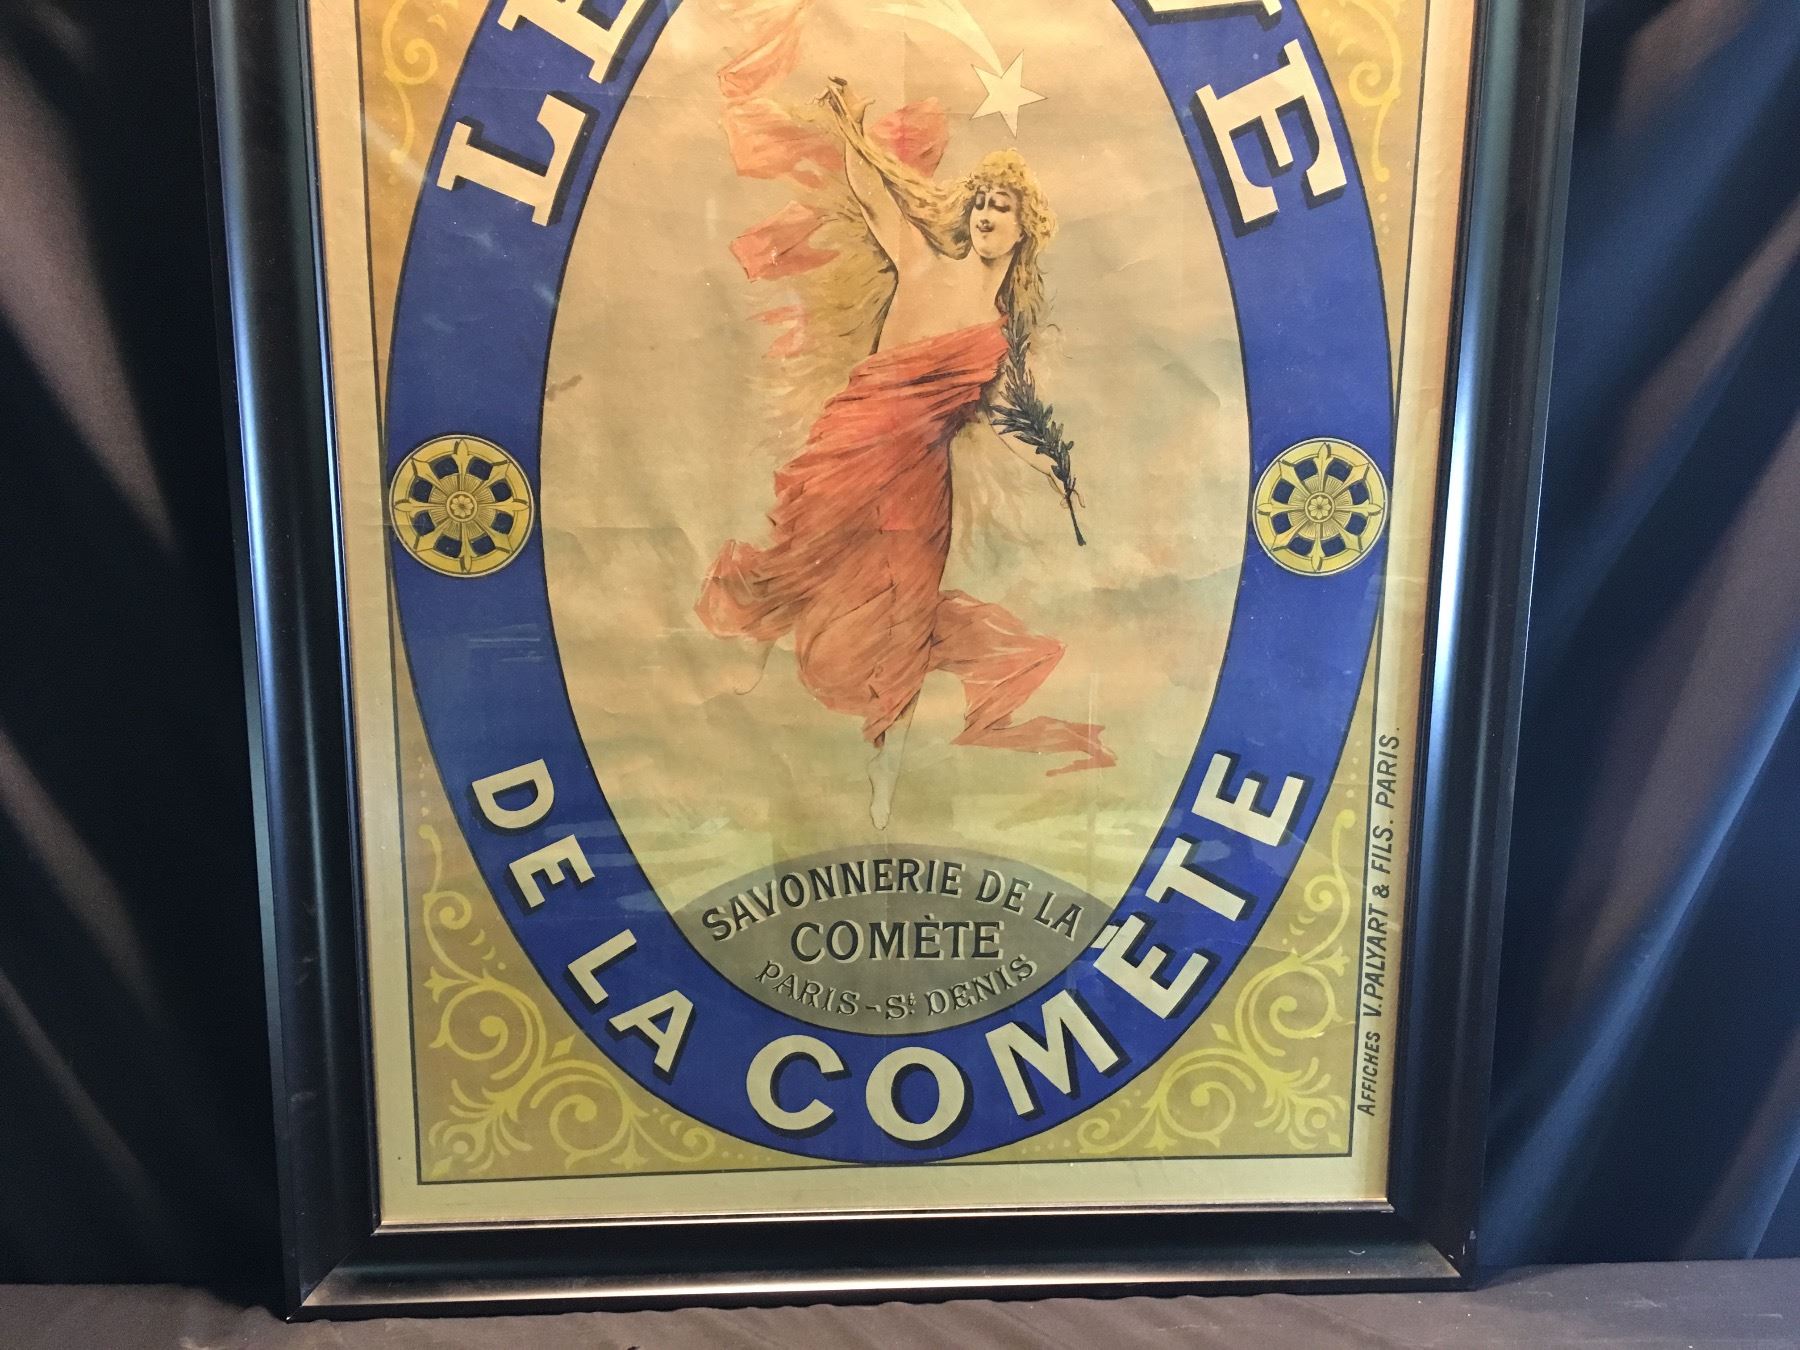 DE LA COMÈTE
SAVONNERIE DE LA
COMÈTE
PARIS - St DENIS
AFFICHES V. PALYART & FILS. PARIS.